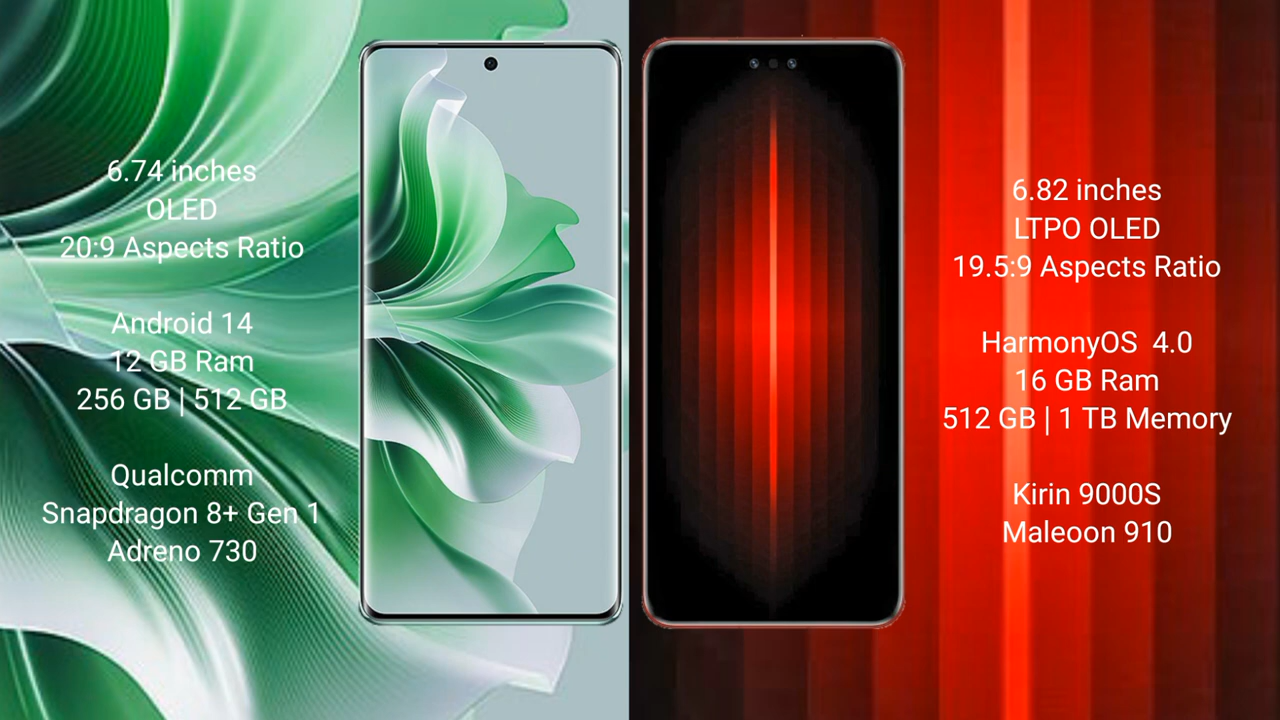 6.74 inches
OLED
20:9 Aspects Ratio
Android 14
12 GB Ram
256 GB | 512 GB
Qualcomm
Snapdragon 8+ Gen 1
Adreno 730
6.82 inches
LTPO OLED
19.5:9 Aspects Ratio
HarmonyOS  4.0
16 GB Ram
512 GB | 1 TB Memory
Kirin 9000S
Maleoon 910